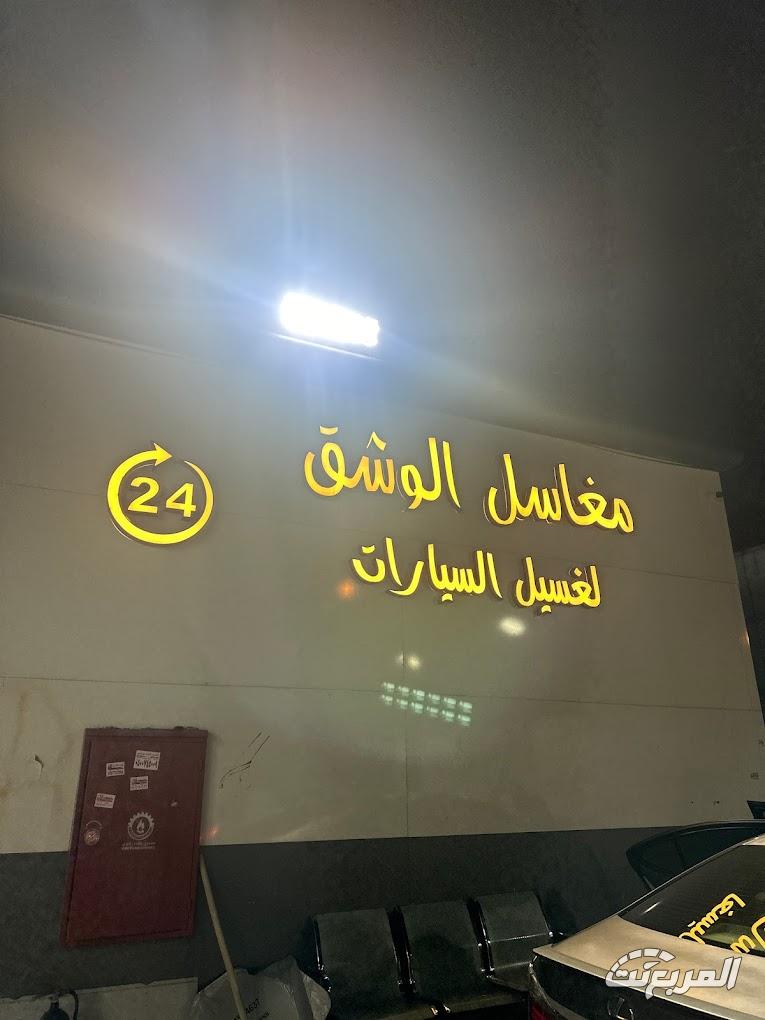 مغاسل الوشق
24
لغسيل السيارات
المربع نت